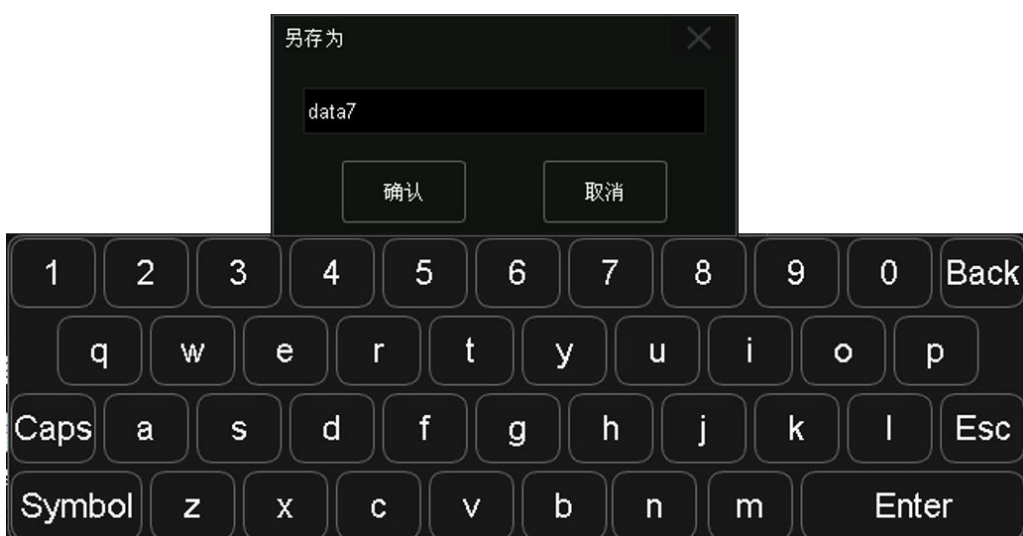 另存为
data7
确认 取消
1 2 3 4 5 6 7 8 9 0 Back
q w e r t y u i o p
Caps a s d f g h j k l Esc
Symbol z x c v b n m Enter